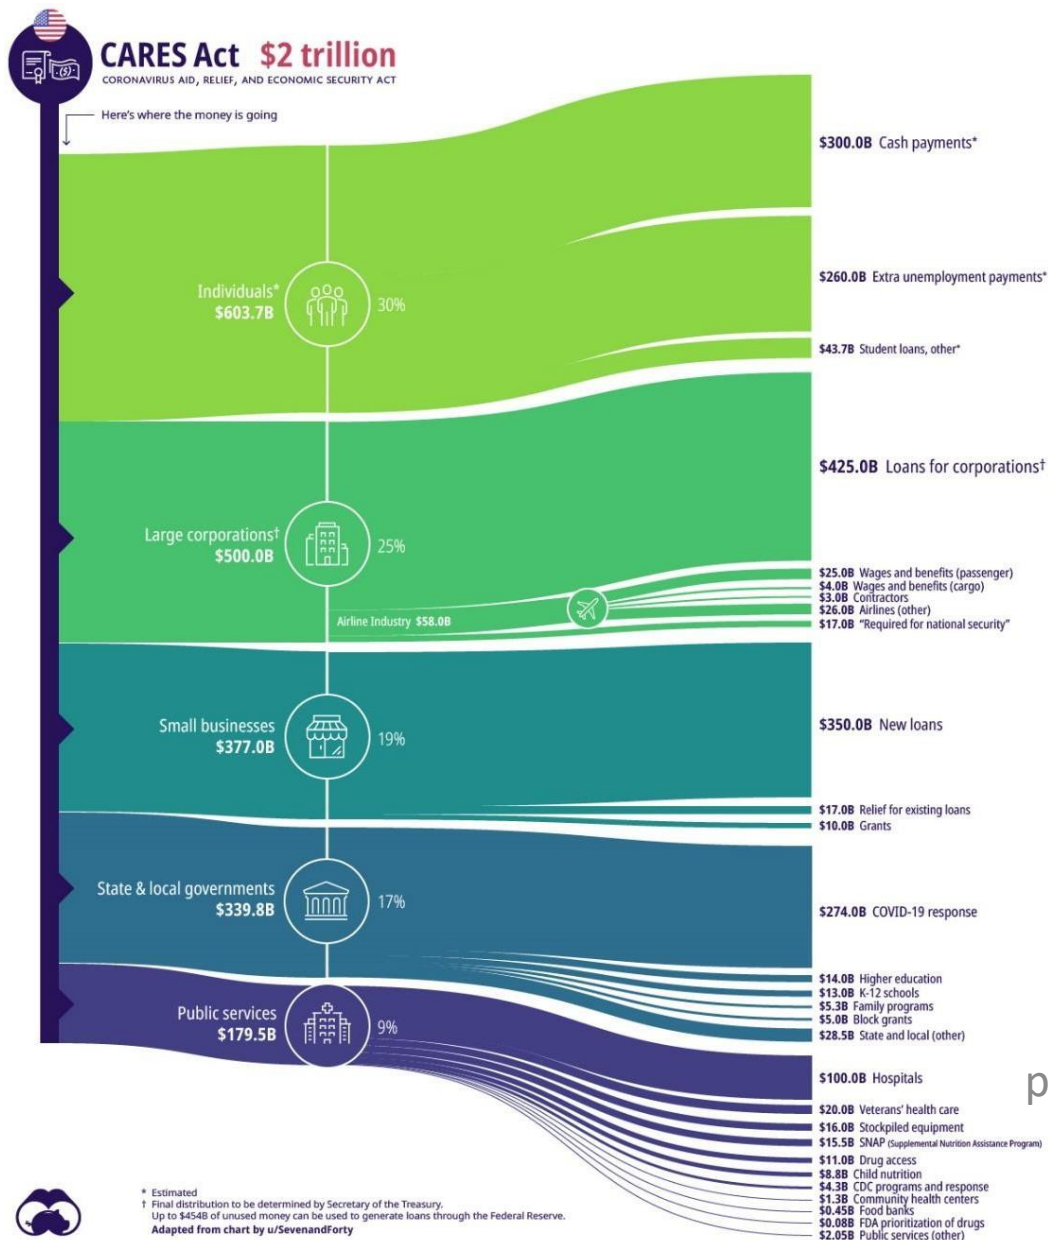 CARES Act $2 trillion
CORONAVIRUS AID, RELIEF, AND ECONOMIC SECURITY ACT
Here's where the money is going
Individuals*
$603.7B
30%
$300.0B Cash payments*
$260.0B Extra unemployment payments*
$43.7B Student loans, other*
Large corporations†
$500.0B
25%
Airline Industry $58.0B
$425.0B Loans for corporations†
$25.0B Wages and benefits (passenger)
$4.0B Wages and benefits (cargo)
$3.0B Contractors
$26.0B Airlines (other)
$17.0B "Required for national security"
Small businesses
$377.0B
19%
$350.0B New loans
$17.0B Relief for existing loans
$10.0B Grants
State & local governments
$339.8B
17%
$274.0B COVID-19 response
$14.0B Higher education
$13.0B K-12 schools
$5.3B Family programs
$5.0B Block grants
$28.5B State and local (other)
Public services
$179.5B
9%
$100.0B Hospitals
$20.0B Veterans' health care
$16.0B Stockpiled equipment
$15.5B SNAP (Supplemental Nutrition Assistance Program)
$11.0B Drug access
$8.8B Child nutrition
$4.3B CDC programs and response
$1.3B Community health centers
$0.45B Food banks
$0.08B FDA prioritization of drugs
$2.05B Public services (other)
p
* Estimated
† Final distribution to be determined by Secretary of the Treasury.
Up to $454B of unused money can be used to generate loans through the Federal Reserve.
Adapted from chart by u/SevenandForty